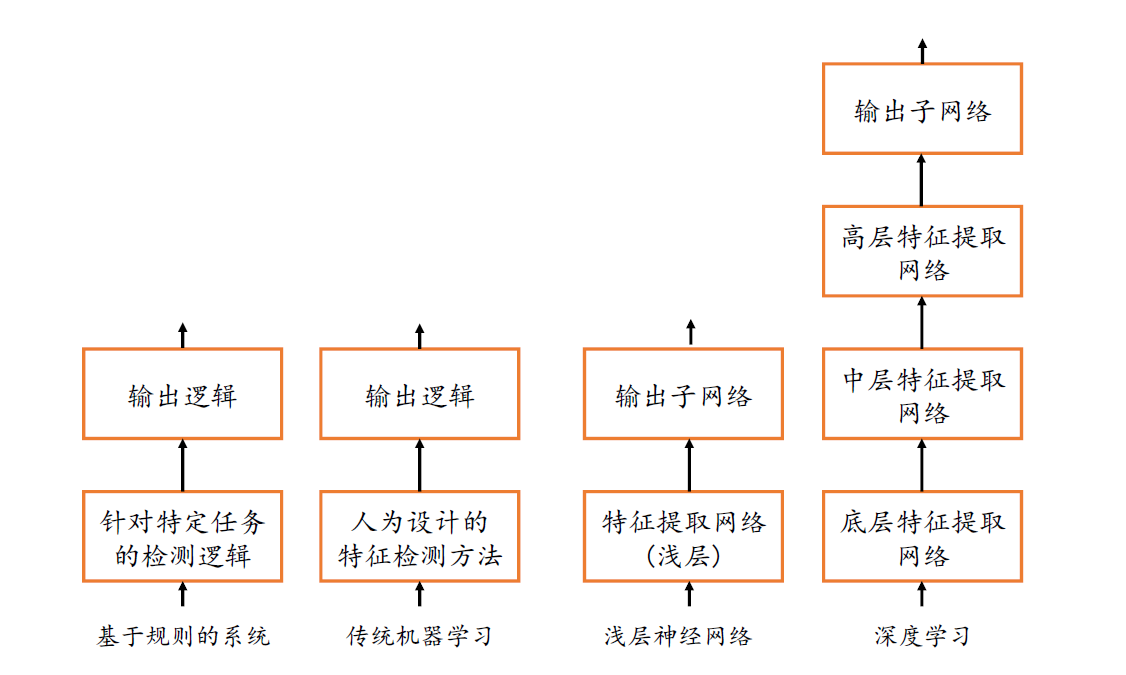 输出子网络
高层特征提取
网络
输出逻辑
输出逻辑
输出子网络
中层特征提取
网络
针对特定任务
的检测逻辑
人为设计的
特征检测方法
特征提取网络
（浅层）
底层特征提取
网络
基于规则的系统
传统机器学习
浅层神经网络
深度学习